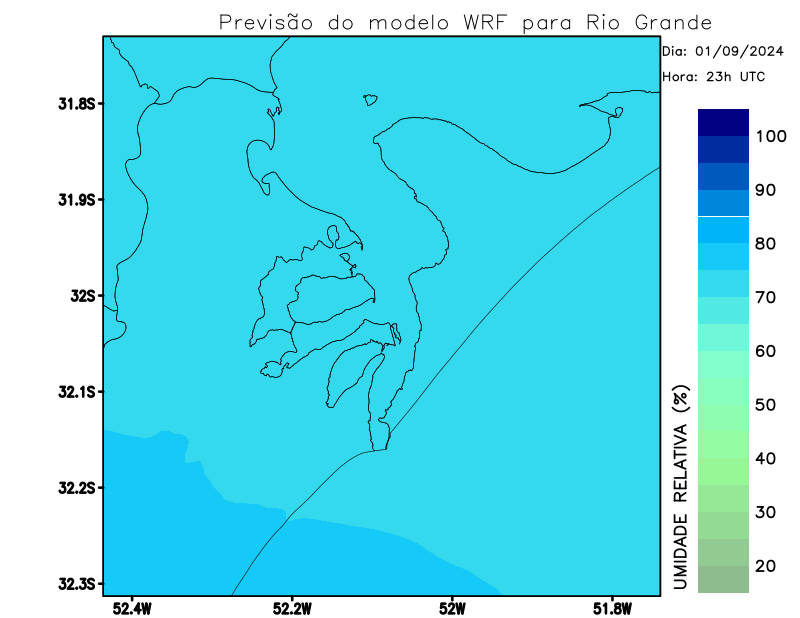 Previsão do modelo WRF para Rio Grande
Dia: 01/09/2024
Hora: 23h UTC
31.8S
31.9S
32S
32.1S
32.2S
32.3S
52.4W
52.2W
52W
51.8W
100
90
80
70
60
50
40
30
20
UMIDADE RELATIVA (%)